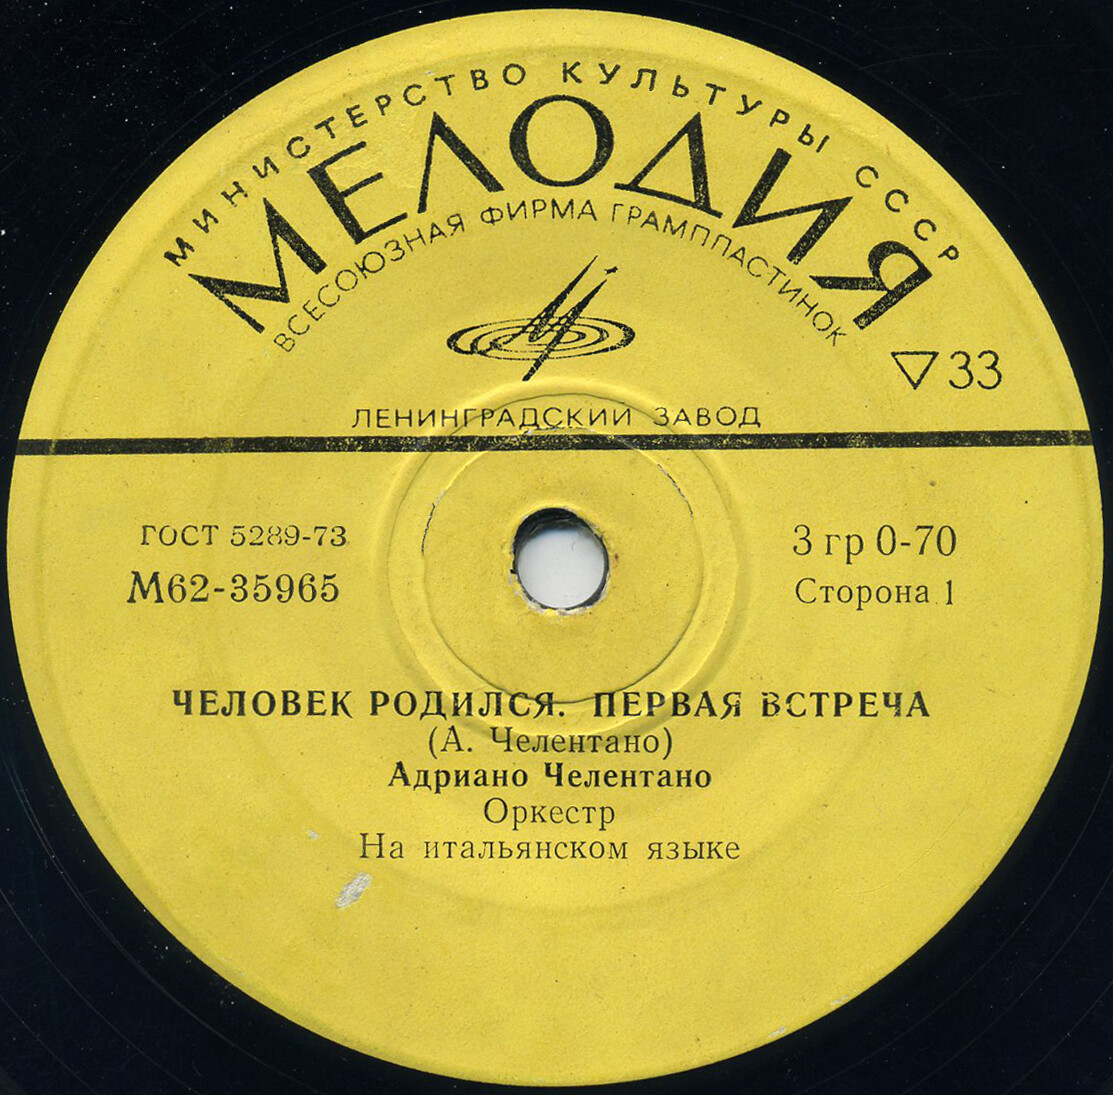 МИНИСТЕРСТВО КУЛЬТУРЫ СССР
МЕЛОДИЯ
ВСЕСОЮЗНАЯ ФИРМА ГРАМПЛАСТИНОК
▽33
ЛЕНИНГРАДСКИЙ ЗАВОД
ГОСТ 5289-73
3 гр 0-70
М62-35965
Сторона 1
ЧЕЛОВЕК РОДИЛСЯ. ПЕРВАЯ ВСТРЕЧА
(А. Челентано)
Адриано Челентано
Оркестр
На итальянском языке